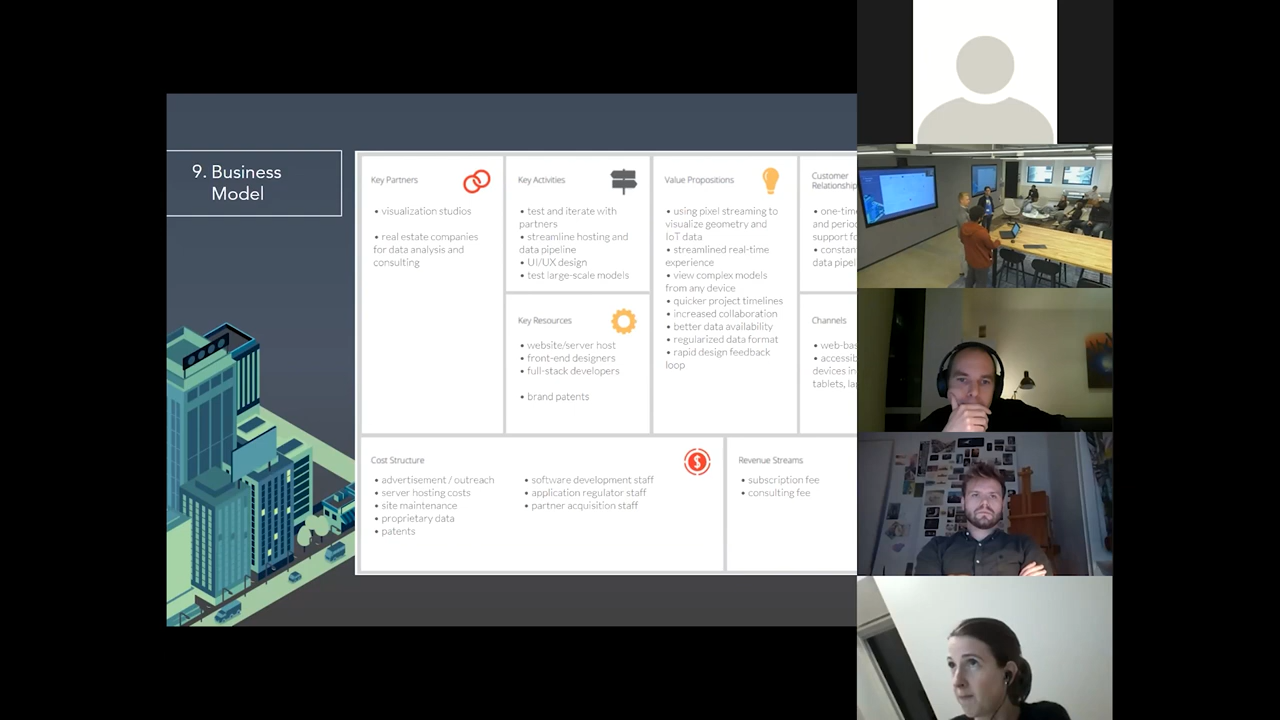 9. Business
Model
Key Partners
• visualization studios
• real estate companies
for data analysis and
consulting
Key Activities
• test and iterate with
partners
• streamline hosting and
data pipeline
• UI/UX design
• test large-scale models
Key Resources
• website/server host
• front-end designers
• full-stack developers
• brand patents
Value Propositions
• using pixel streaming to
visualize geometry and
IoT data
• streamlined real-time
experience
• view complex models
from any device
• quicker project timelines
• increased collaboration
• better data availability
• regularized data format
• rapid design feedback
loop
Customer
Relationship
• one-time
and perio
support fo
• constan
data pipel
Channels
• web-ba
• accessib
devices in
tablets, la
Cost Structure
• advertisement / outreach
• server hosting costs
• site maintenance
• proprietary data
• patents
• software development staff
• application regulator staff
• partner acquisition staff
Revenue Streams
• subscription fee
• consulting fee